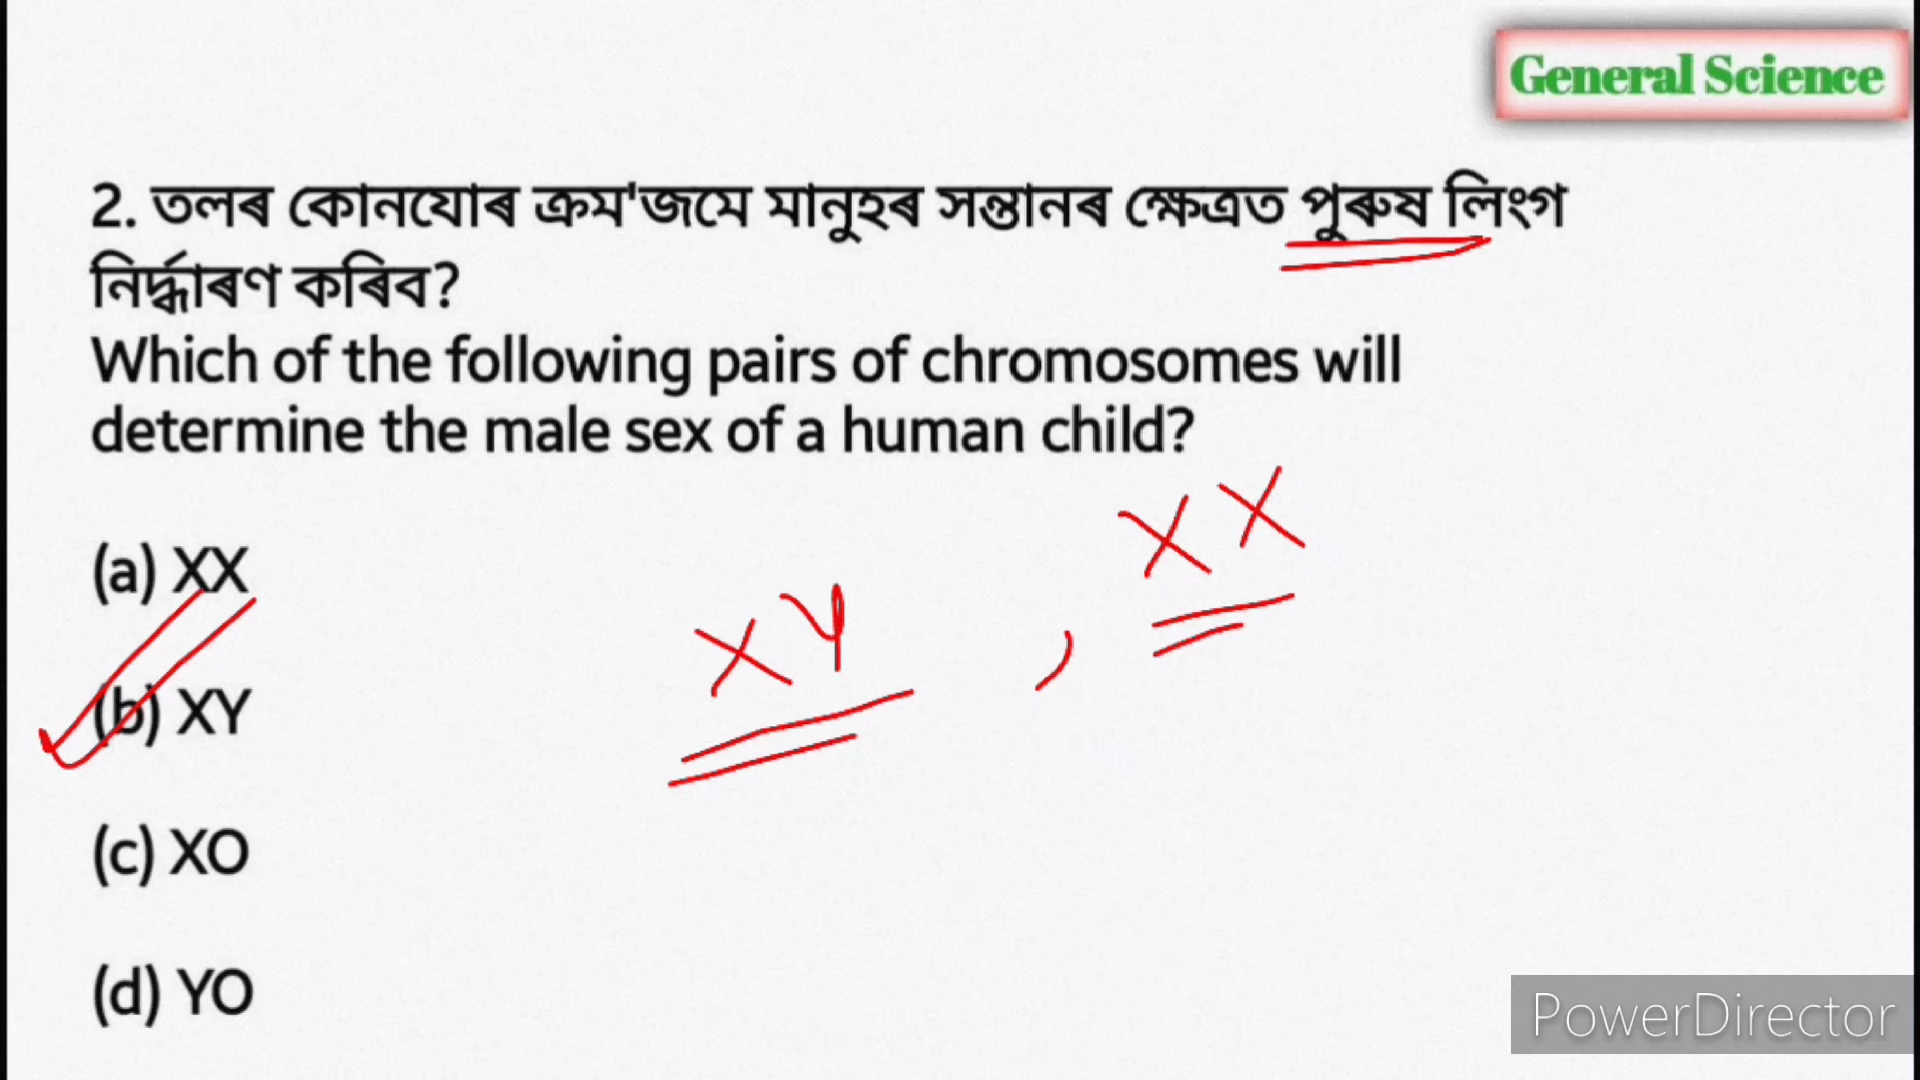 General Science
2. তলৰ কোনযোৰ ক্ৰম'জমে মানুহৰ সন্তানৰ ক্ষেত্ৰত পুৰুষ লিংগ
নিৰ্দ্ধাৰণ কৰিব?
Which of the following pairs of chromosomes will
determine the male sex of a human child?
XX
(a) XX
XY ,
(b) XY
(c) XO
(d) YO
PowerDirector